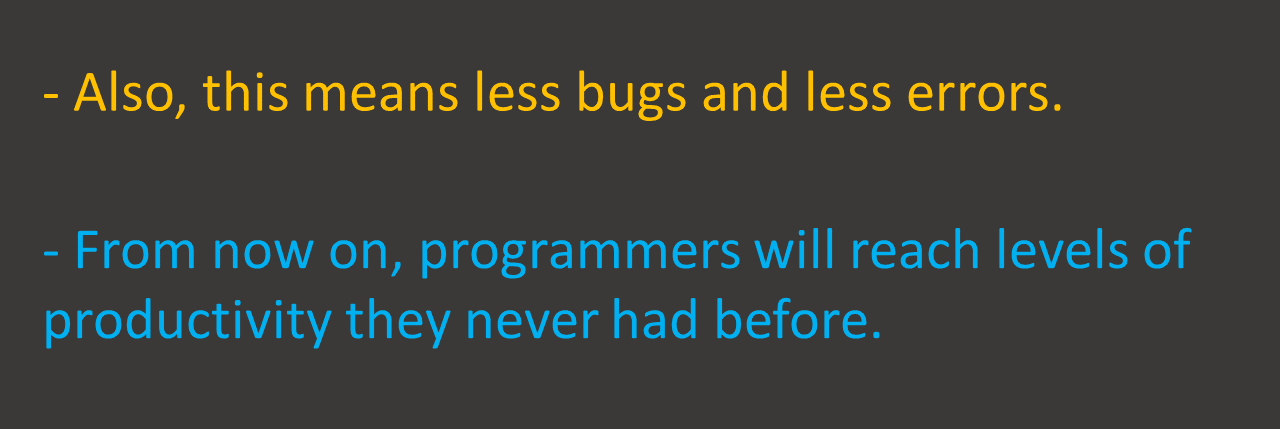 - Also, this means less bugs and less errors.
- From now on, programmers will reach levels of
productivity they never had before.